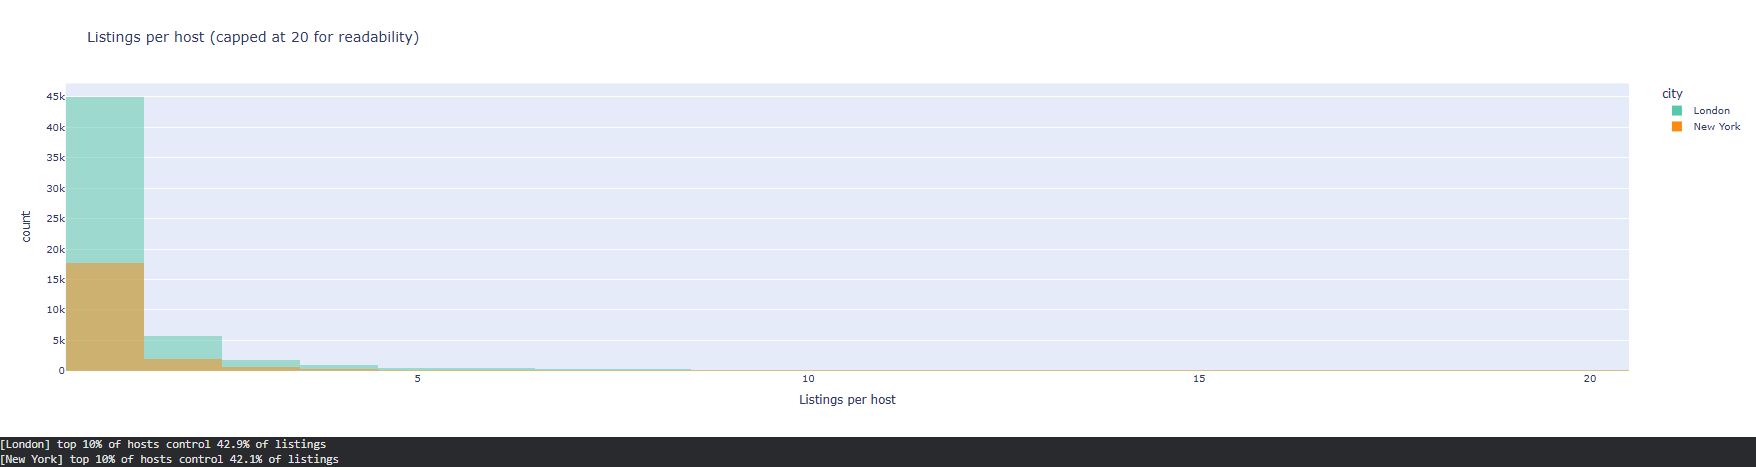 Listings per host (capped at 20 for readability)
city
London
New York
count
45k
40k
35k
30k
25k
20k
15k
10k
5k
0
5
10
15
20
Listings per host
[London] top 10% of hosts control 42.9% of listings
[New York] top 10% of hosts control 42.1% of listings